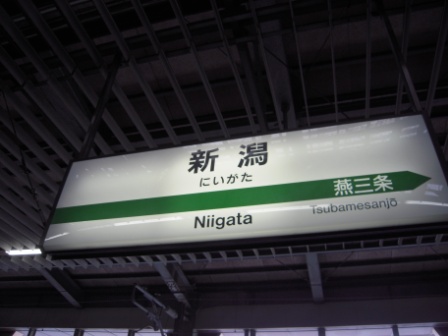 新潟
にいがた
燕三条
Niigata
Tsubamesanjō